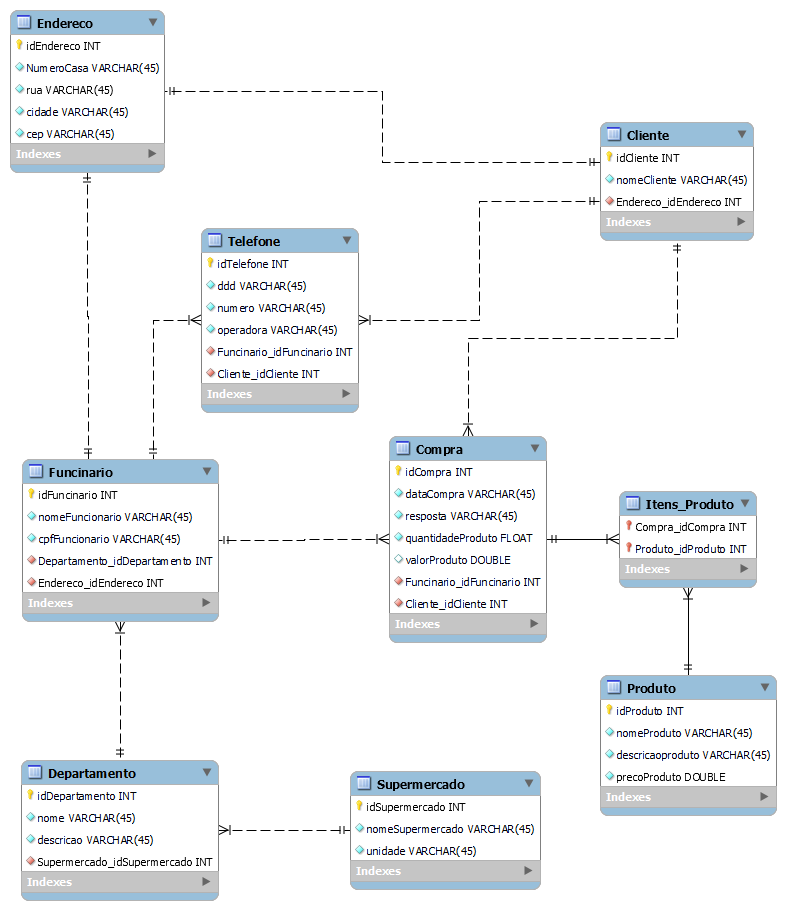 Endereco
idEndereco INT
NumeroCasa VARCHAR(45)
rua VARCHAR(45)
cidade VARCHAR(45)
cep VARCHAR(45)
Indexes
Cliente
idCliente INT
nomeCliente VARCHAR(45)
Endereco_idEndereco INT
Indexes
Telefone
idTelefone INT
ddd VARCHAR(45)
numero VARCHAR(45)
operadora VARCHAR(45)
Funcinario_idFuncinario INT
Cliente_idCliente INT
Indexes
Funcinario
idFuncinario INT
nomeFuncionario VARCHAR(45)
cpfFuncionario VARCHAR(45)
Departamento_idDepartamento INT
Endereco_idEndereco INT
Indexes
Compra
idCompra INT
dataCompra VARCHAR(45)
resposta VARCHAR(45)
quantidadeProduto FLOAT
valorProduto DOUBLE
Funcinario_idFuncinario INT
Cliente_idCliente INT
Indexes
Itens_Produto
Compra_idCompra INT
Produto_idProduto INT
Indexes
Produto
idProduto INT
nomeProduto VARCHAR(45)
descricaoproduto VARCHAR(45)
precoProduto DOUBLE
Indexes
Departamento
idDepartamento INT
nome VARCHAR(45)
descricao VARCHAR(45)
Supermercado_idSupermercado INT
Indexes
Supermercado
idSupermercado INT
nomeSupermercado VARCHAR(45)
unidade VARCHAR(45)
Indexes